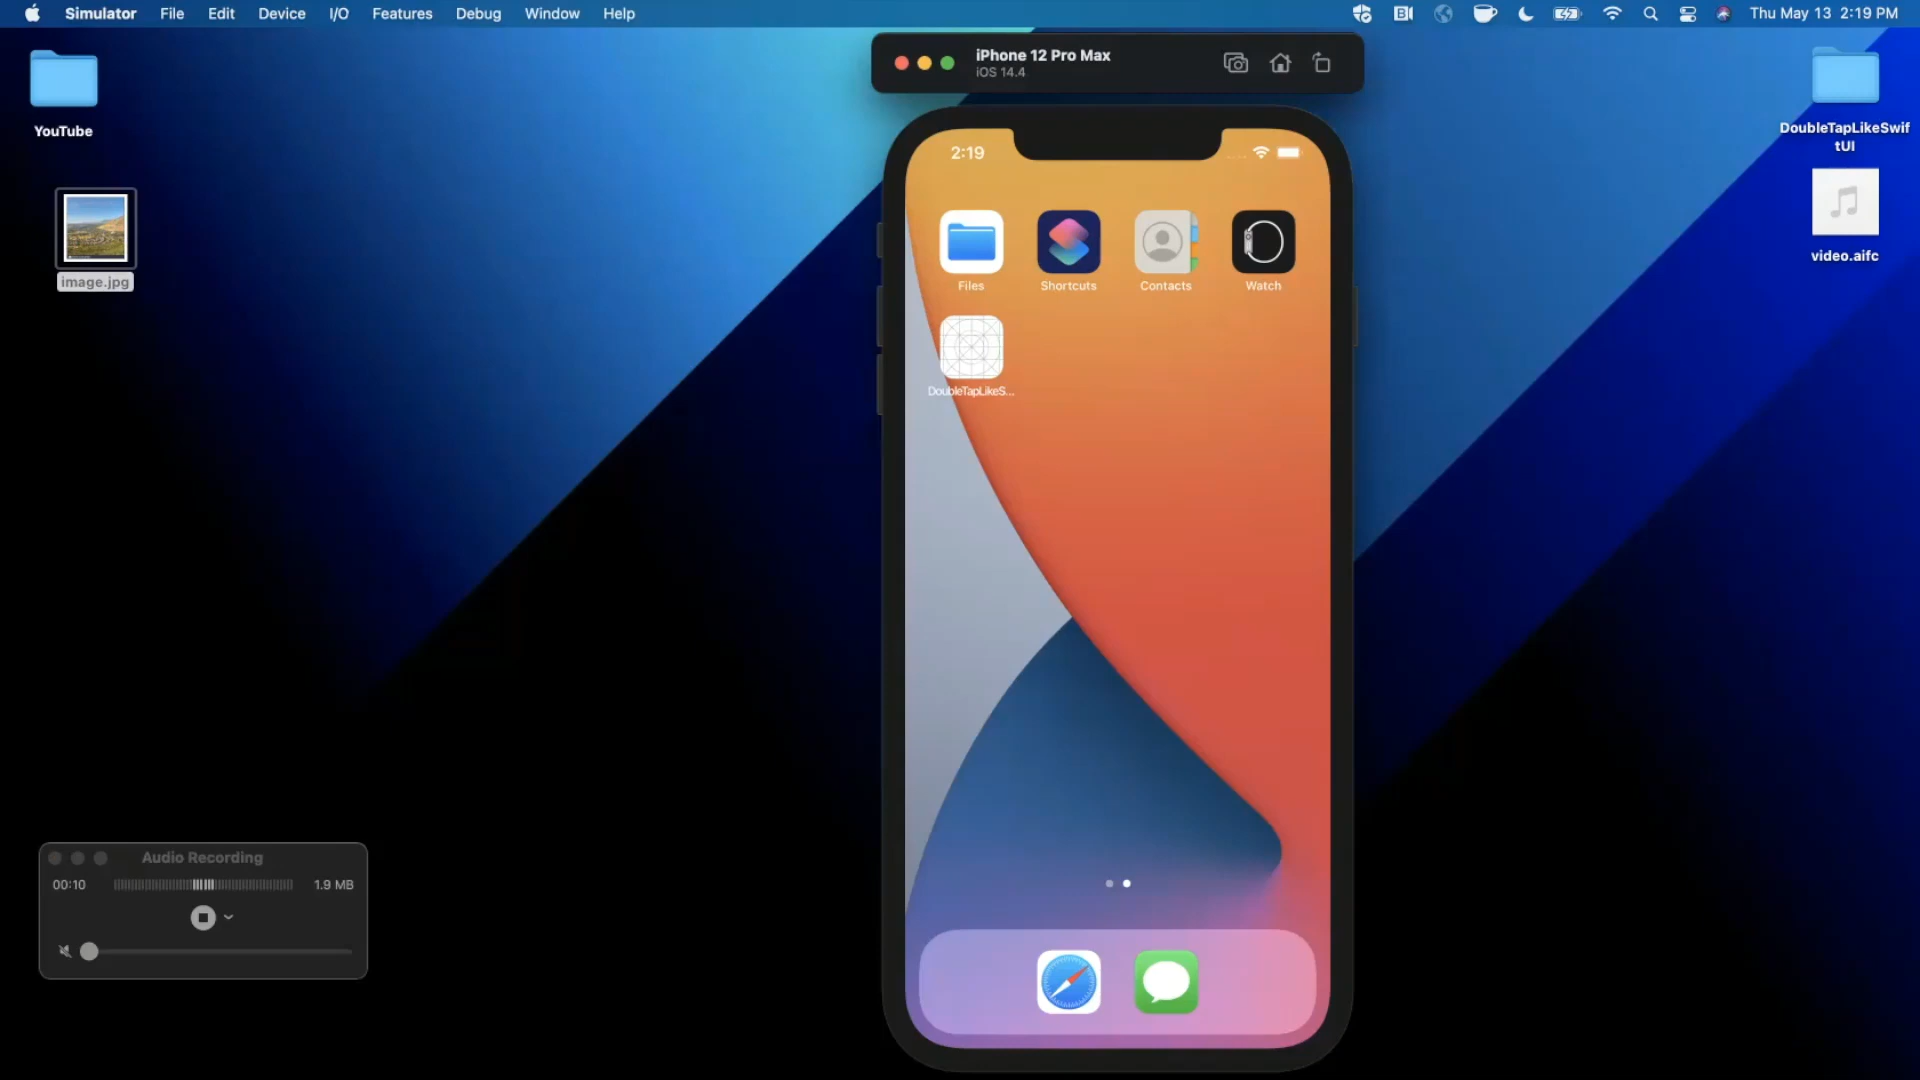 Simulator File Edit Device I/O Features Debug Window Help Thu May 13 2:19 PM
iPhone 12 Pro Max
iOS 14.4
YouTube
image.jpg
2:19
Files Shortcuts Contacts Watch
DoubleTapLikeS...
DoubleTapLikeSwif
tUI
video.aifc
Audio Recording
00:10 1.9 MB